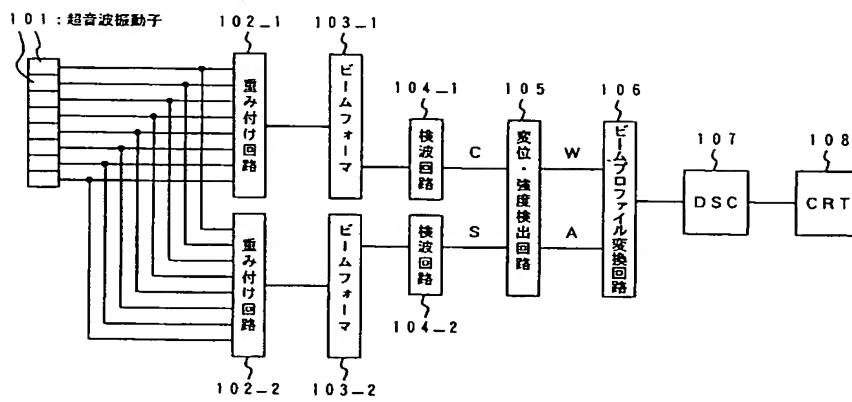 101:超音波振動子
102_1
重み付け回路
103_1
ビームフォーマ
104_1
検波回路
C
105
変位・強度検出回路
W
106
ビームプロファイル変換回路
107
DSC
108
CRT
102_2
重み付け回路
103_2
ビームフォーマ
104_2
検波回路
S
A